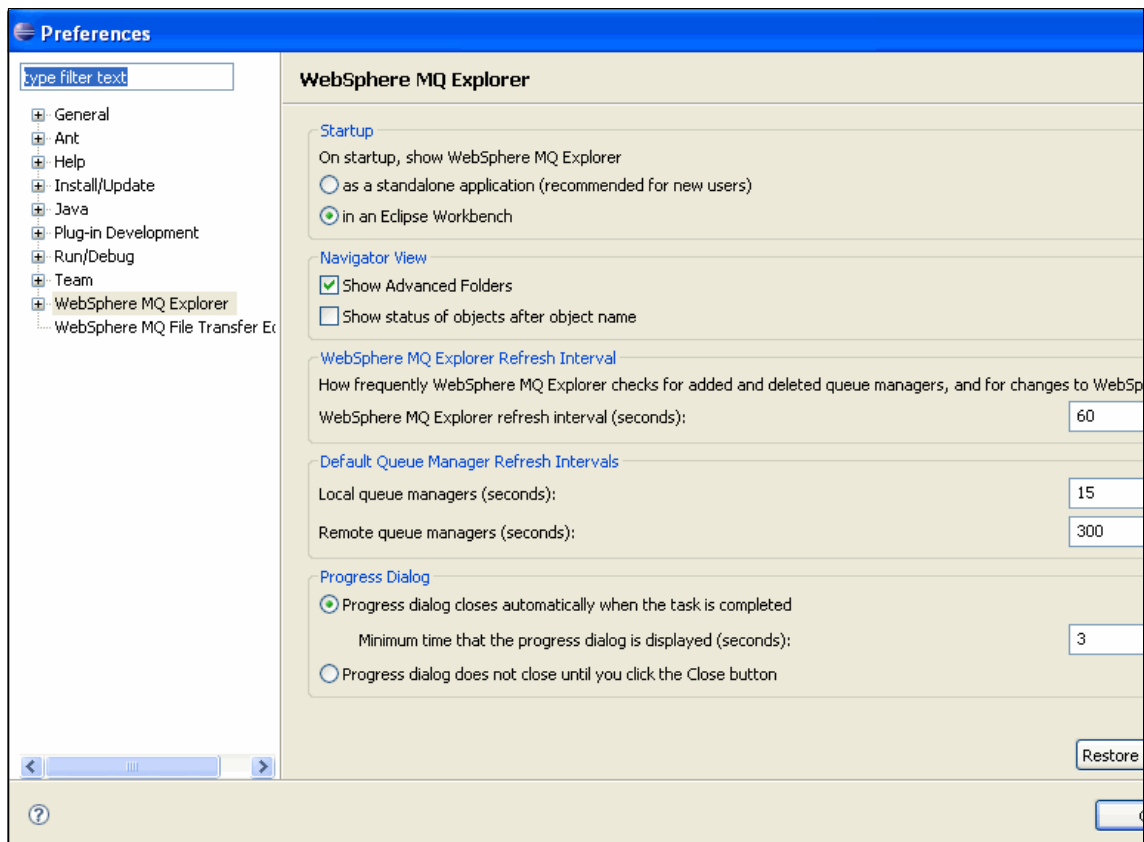 Preferences
type filter text
General
Ant
Help
Install/Update
Java
Plug-in Development
Run/Debug
Team
WebSphere MQ Explorer
WebSphere MQ File Transfer
WebSphere MQ Explorer
Startup
On startup, show WebSphere MQ Explorer
as a standalone application (recommended for new users)
in an Eclipse Workbench
Navigator View
Show Advanced Folders
Show status of objects after object name
WebSphere MQ Explorer Refresh Interval
How frequently WebSphere MQ Explorer checks for added and deleted queue managers, and for changes to
WebSphere MQ Explorer refresh interval (seconds): 60
Default Queue Manager Refresh Intervals
Local queue managers (seconds): 15
Remote queue managers (seconds): 300
Progress Dialog
Progress dialog closes automatically when the task is completed
Minimum time that the progress dialog is displayed (seconds): 3
Progress dialog does not close until you click the Close button
Restore
?